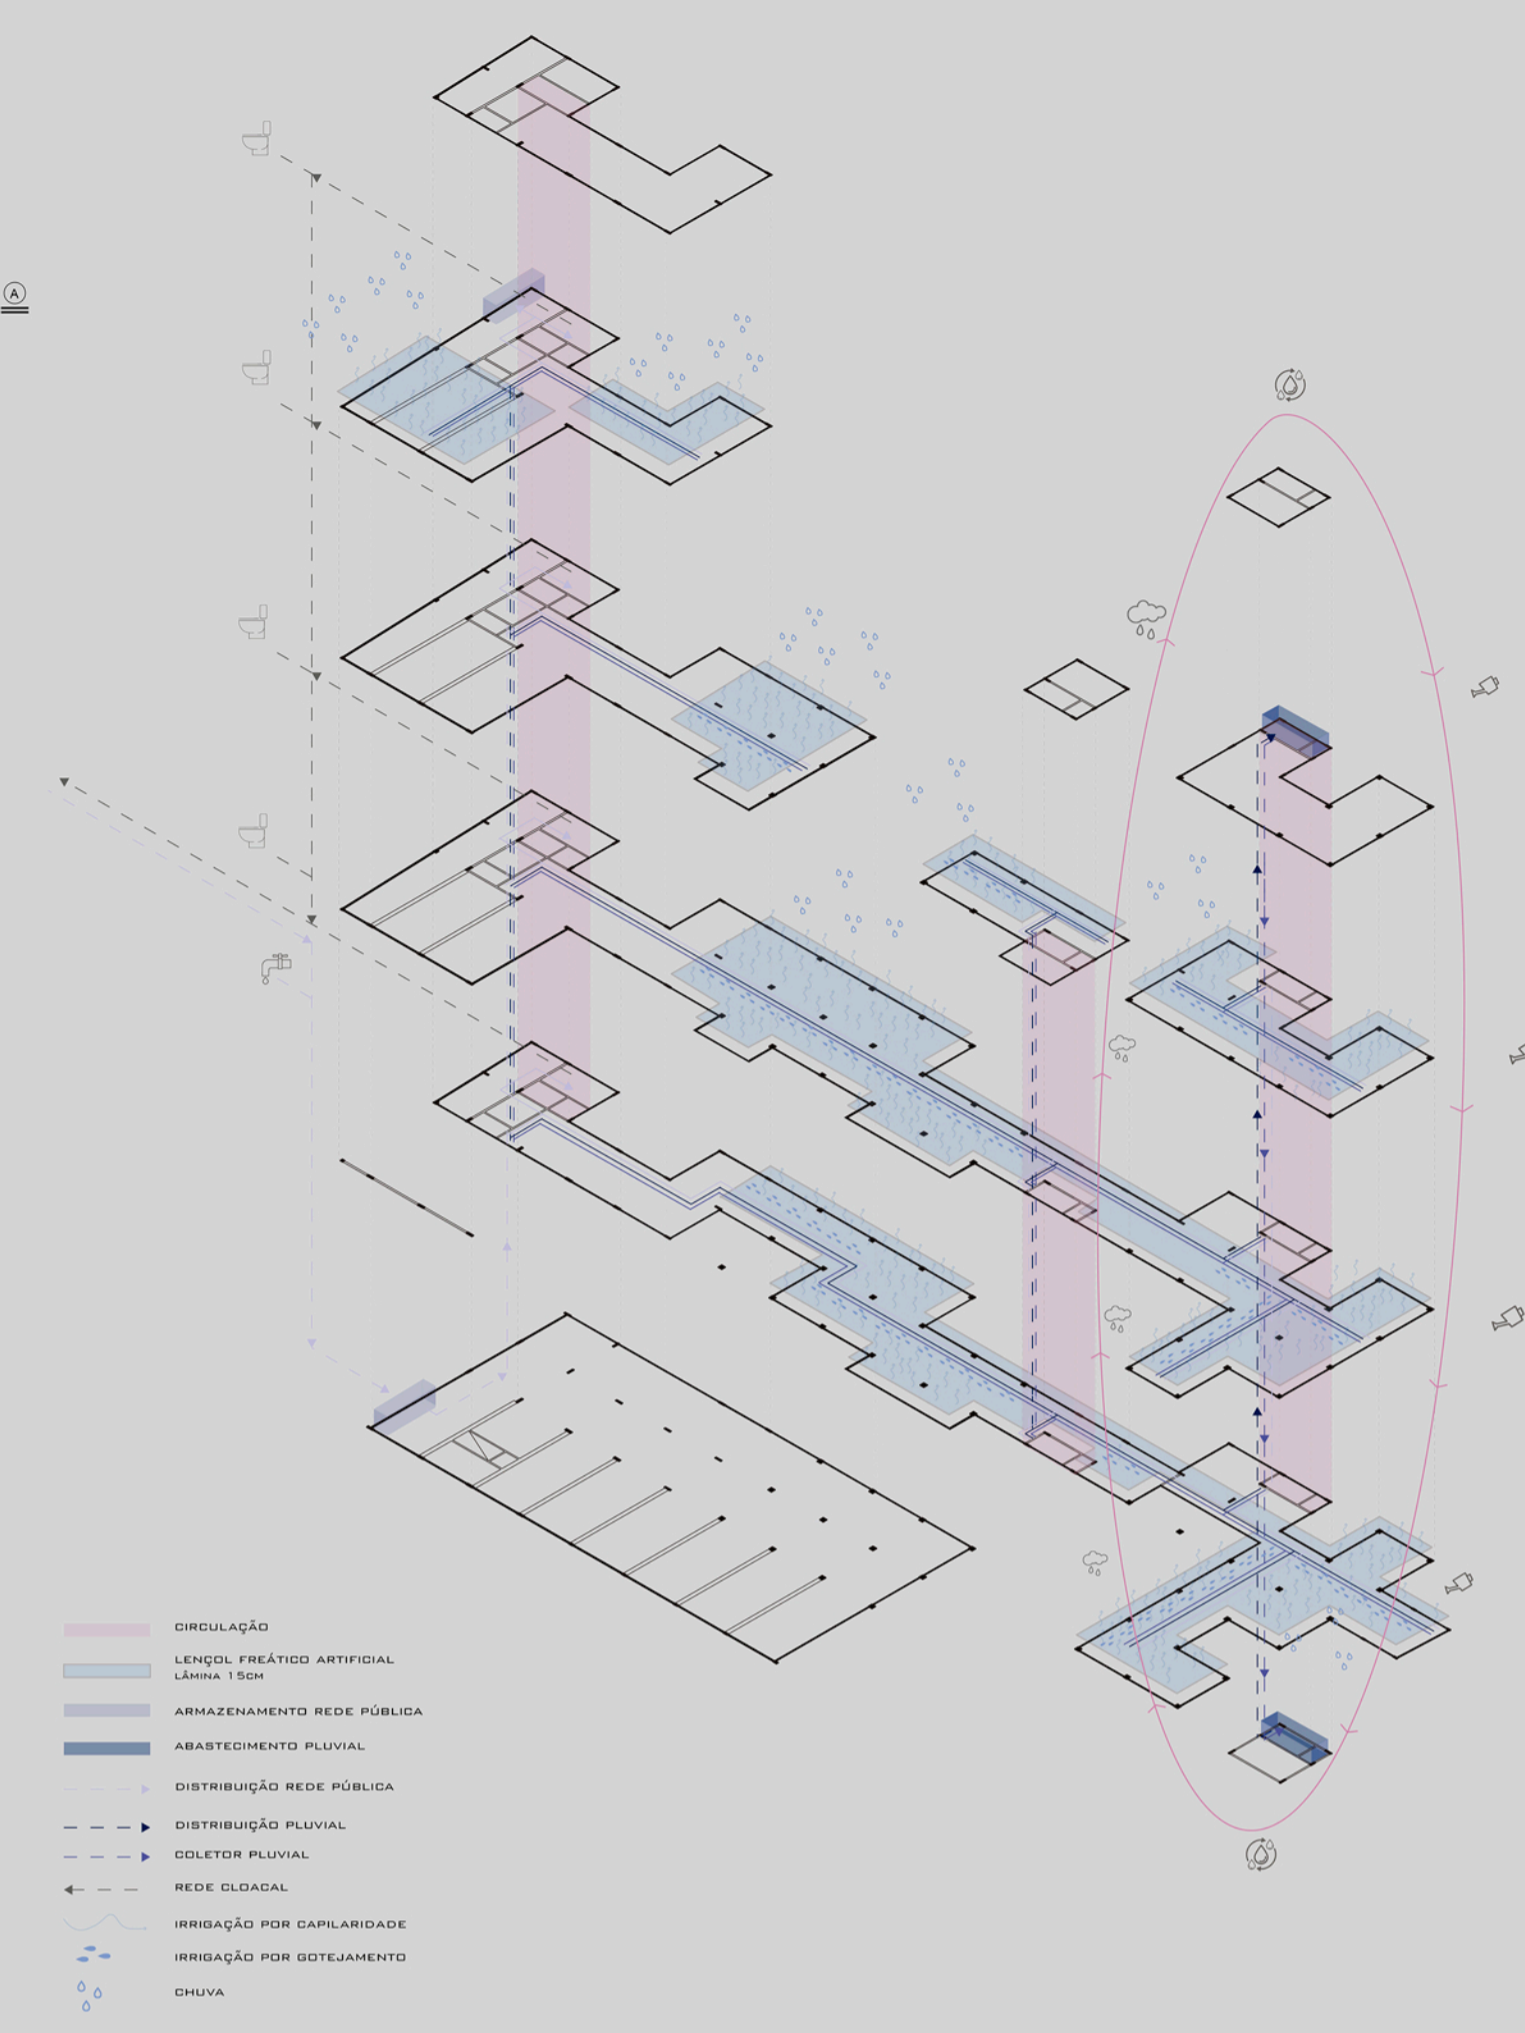 A
CIRCULAÇÃO
LENÇOL FREÁTICO ARTIFICIAL
LÂMINA 15CM
ARMAZENAMENTO REDE PÚBLICA
ABASTECIMENTO PLUVIAL
DISTRIBUIÇÃO REDE PÚBLICA
DISTRIBUIÇÃO PLUVIAL
COLETOR PLUVIAL
REDE CLOACAL
IRRIGAÇÃO POR CAPILARIDADE
IRRIGAÇÃO POR GOTEJAMENTO
CHUVA